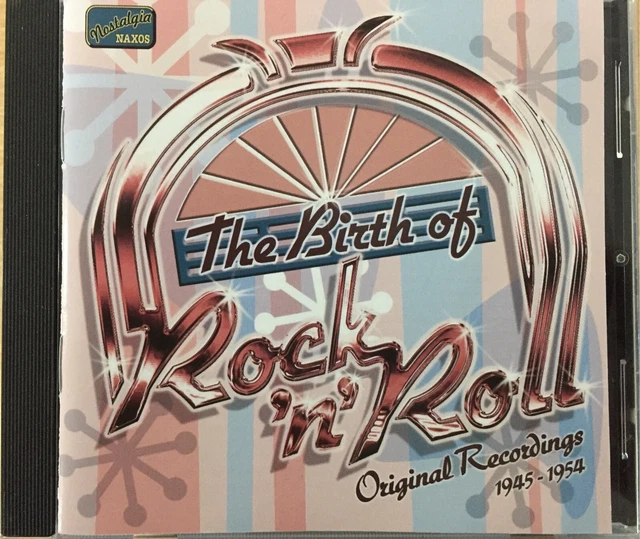 Nostalgia
NAXOS
The Birth of
Rock
'n' Roll
Original Recordings
1945 - 1954